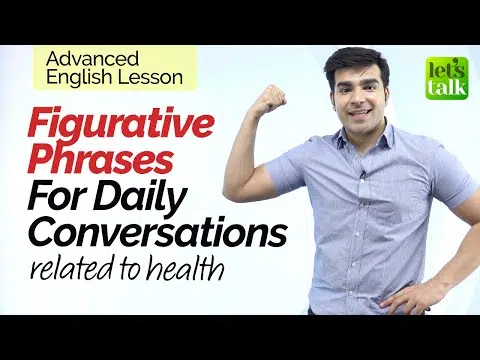 Advanced
English Lesson
let's
talk
Figurative
Phrases
For Daily
Conversations
related to health